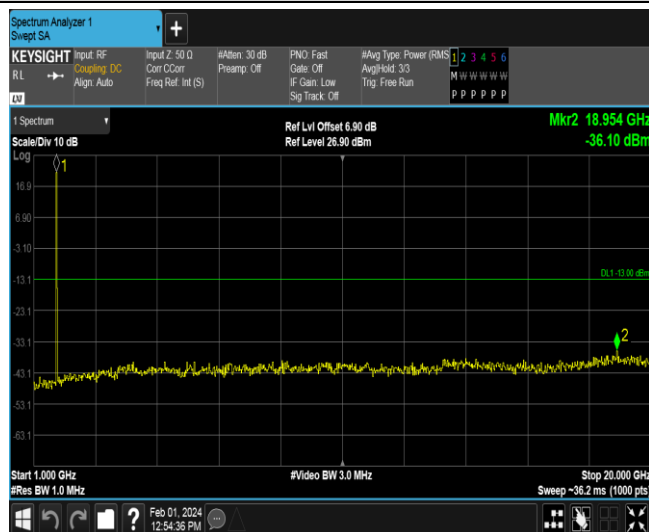 Spectrum Analyzer 1
Swept SA
KEYSIGHT
RL
LXI
Input: RF
Coupling: DC
Align: Auto
Input Z: 50 Ω
Corr CCorr
Freq Ref: Int (S)
#Atten: 30 dB
Preamp: Off
PNO: Fast
Gate: Off
IF Gain: Low
Sig Track: Off
#Avg Type: Power (RMS
Avg|Hold: 3/3
Trig: Free Run
1 2 3 4 5 6
M W W W W W
P P P P P P
1 Spectrum
Scale/Div 10 dB
Log
Ref Lvl Offset 6.90 dB
Ref Level 26.90 dBm
Mkr2 18.954 GHz
-36.10 dBm
1
16.9
6.90
-3.10
-13.1
DL1 -13.00 dBm
-23.1
-33.1
2
-43.1
-53.1
-63.1
Start 1.000 GHz
#Res BW 1.0 MHz
#Video BW 3.0 MHz
Stop 20.000 GHz
Sweep ~36.2 ms (1000 pts)
?
Feb 01, 2024
12:54:36 PM